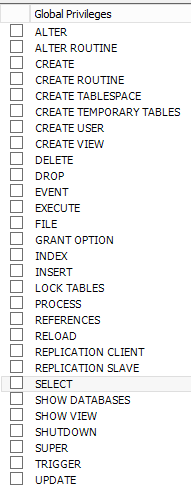 Global Privileges
ALTER
ALTER ROUTINE
CREATE
CREATE ROUTINE
CREATE TABLESPACE
CREATE TEMPORARY TABLES
CREATE USER
CREATE VIEW
DELETE
DROP
EVENT
EXECUTE
FILE
GRANT OPTION
INDEX
INSERT
LOCK TABLES
PROCESS
REFERENCES
RELOAD
REPLICATION CLIENT
REPLICATION SLAVE
SELECT
SHOW DATABASES
SHOW VIEW
SHUTDOWN
SUPER
TRIGGER
UPDATE